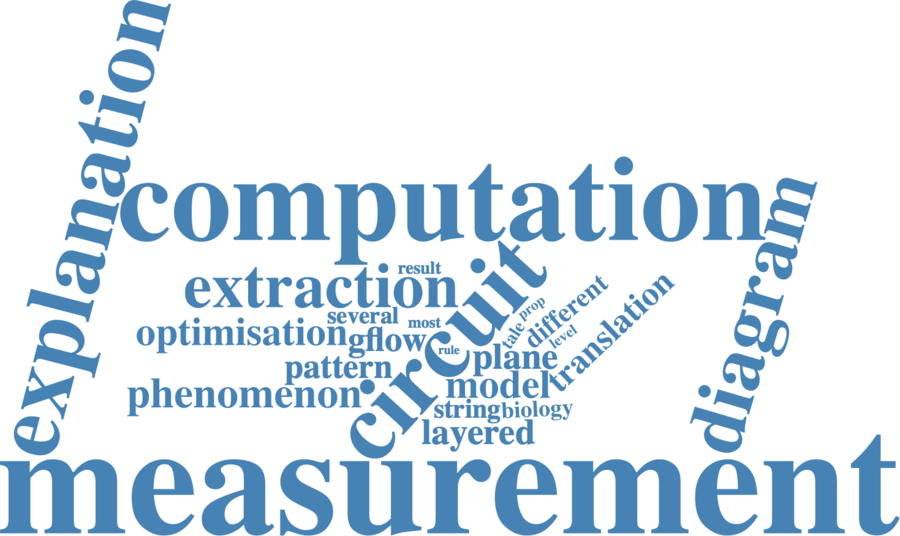 explanation
computation
diagram
result
extraction
circuit
several
most
optimisation
gflow
rule
tale
prop
different
level
translation
pattern
plane
phenomenon
model
string
biology
layered
measurement